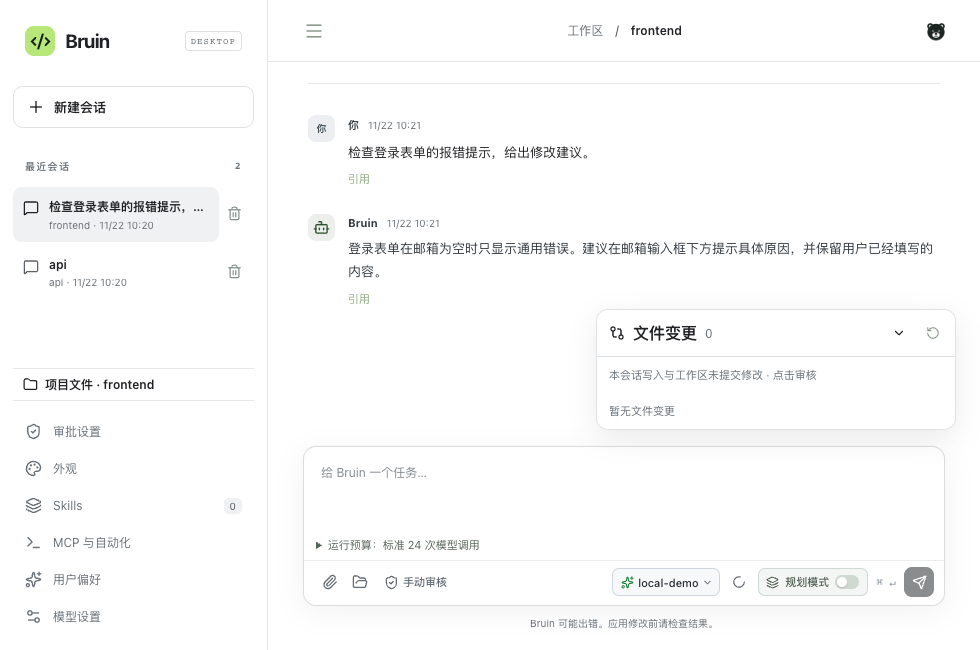 Bruin
DESKTOP
新建会话
最近会话 2
检查登录表单的报错提示，...
frontend · 11/22 10:20
api
api · 11/22 10:20
项目文件 · frontend
审批设置
外观
Skills 0
MCP 与自动化
用户偏好
模型设置
工作区 / frontend
你 你 11/22 10:21
检查登录表单的报错提示，给出修改建议。
引用
Bruin 11/22 10:21
登录表单在邮箱为空时只显示通用错误。建议在邮箱输入框下方提示具体原因，并保留用户已经填写的
内容。
引用
文件变更 0
本会话写入与工作区未提交修改 · 点击审核
暂无文件变更
给 Bruin 一个任务...
运行预算：标准 24 次模型调用
手动审核 local-demo 规划模式 ⌘ ↵
Bruin 可能出错。应用修改前请检查结果。